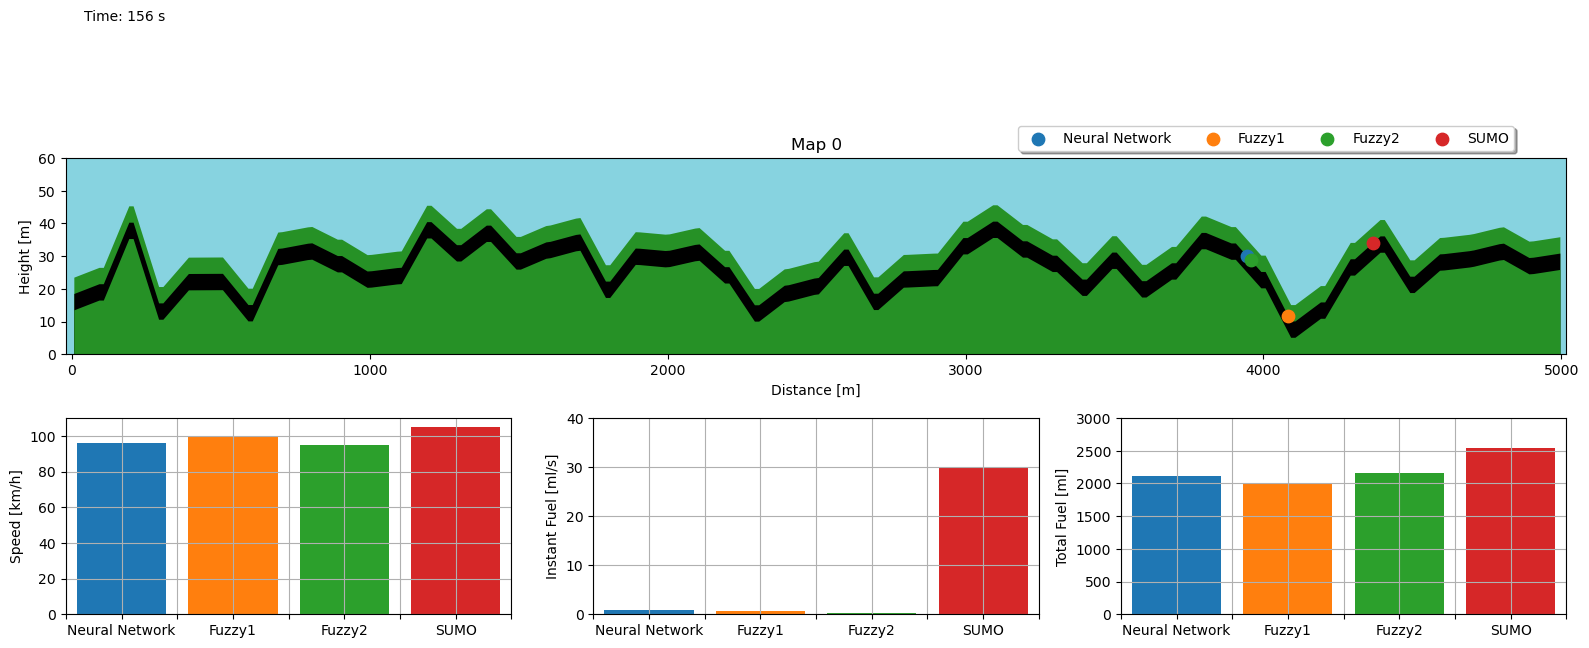 Time: 156 s
Neural Network Fuzzy1 Fuzzy2 SUMO
Map 0
60
50
40
30
20
10
0
Height [m]
0 1000 2000 3000 4000 5000
Distance [m]
100
80
60
40
20
0
Speed [km/h]
Neural Network Fuzzy1 Fuzzy2 SUMO
40
30
20
10
0
Instant Fuel [ml/s]
Neural Network Fuzzy1 Fuzzy2 SUMO
3000
2500
2000
1500
1000
500
0
Total Fuel [ml]
Neural Network Fuzzy1 Fuzzy2 SUMO